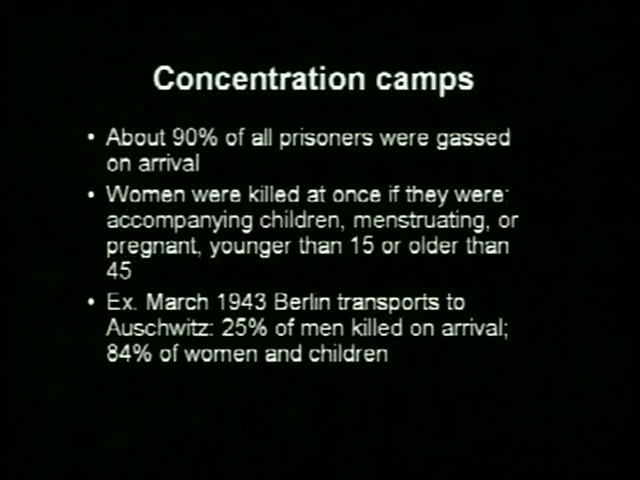 Concentration camps
• About 90% of all prisoners were gassed
on arrival
• Women were killed at once if they were:
accompanying children, menstruating, or
pregnant, younger than 15 or older than
45
• Ex. March 1943 Berlin transports to
Auschwitz: 25% of men killed on arrival;
84% of women and children